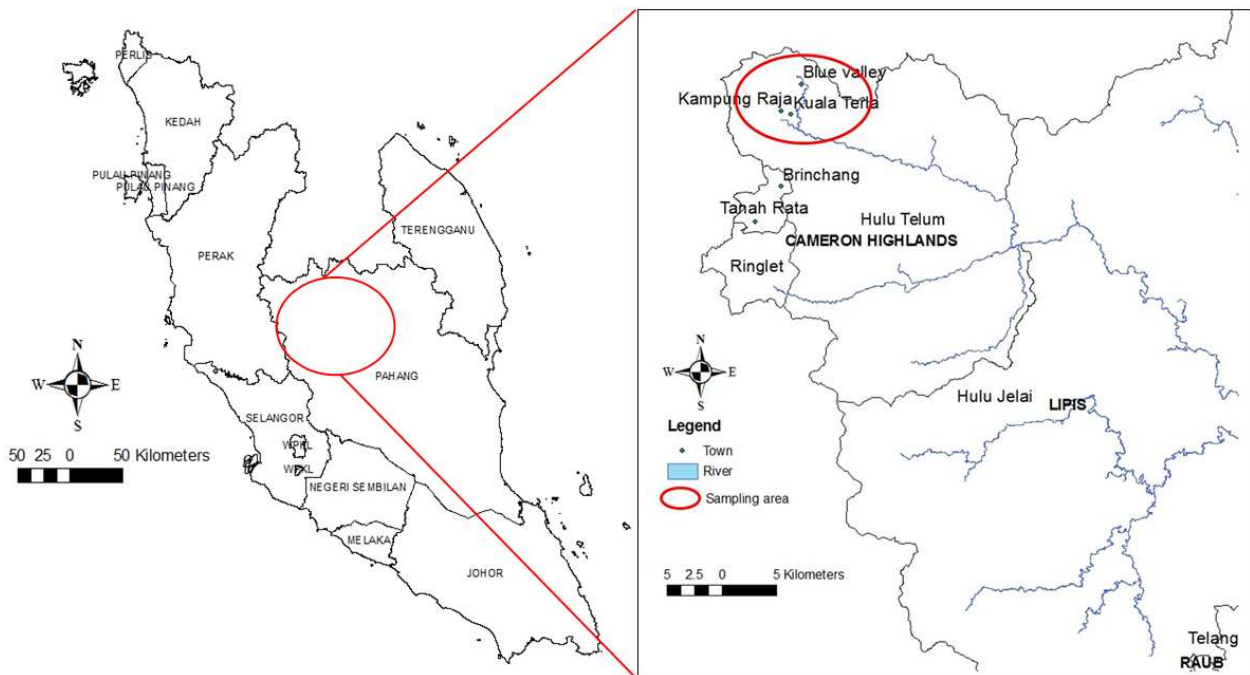 PERLIS
KEDAH
PULAU PINANG
PULAU PINANG
PERAK
TERENGGANU
PAHANG
N
W E
S
SELANGOR
WPKL
WPKL
50 25 0 50 Kilometers
NEGERI SEMBILAN
MELAKA
JOHOR
Blue Valley
Kampung Raja
Kuala Terla
Brinchang
Tanah Rata
Hulu Telum
CAMERON HIGHLANDS
Ringlet
N
W E
S
Hulu Jelai
LIPIS
Legend
Town
River
Sampling area
5 2.5 0 5 Kilometers
Telang
RAUB